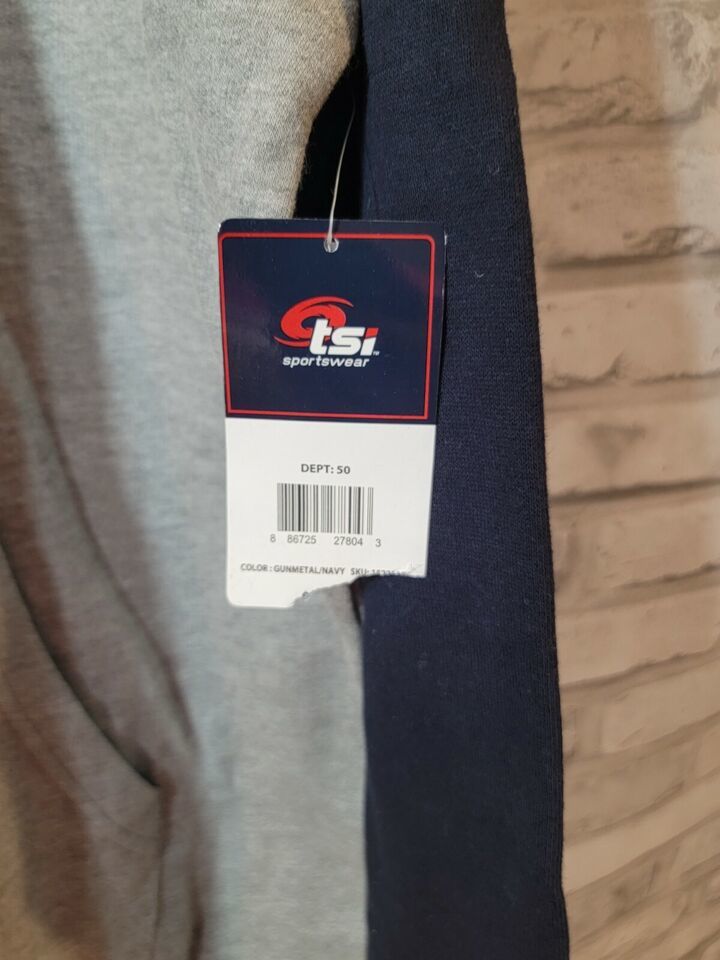 tsi
sportswear
DEPT: 50
8 86725 27804 3
COLOR : GUNMETAL/NAVY SKU: